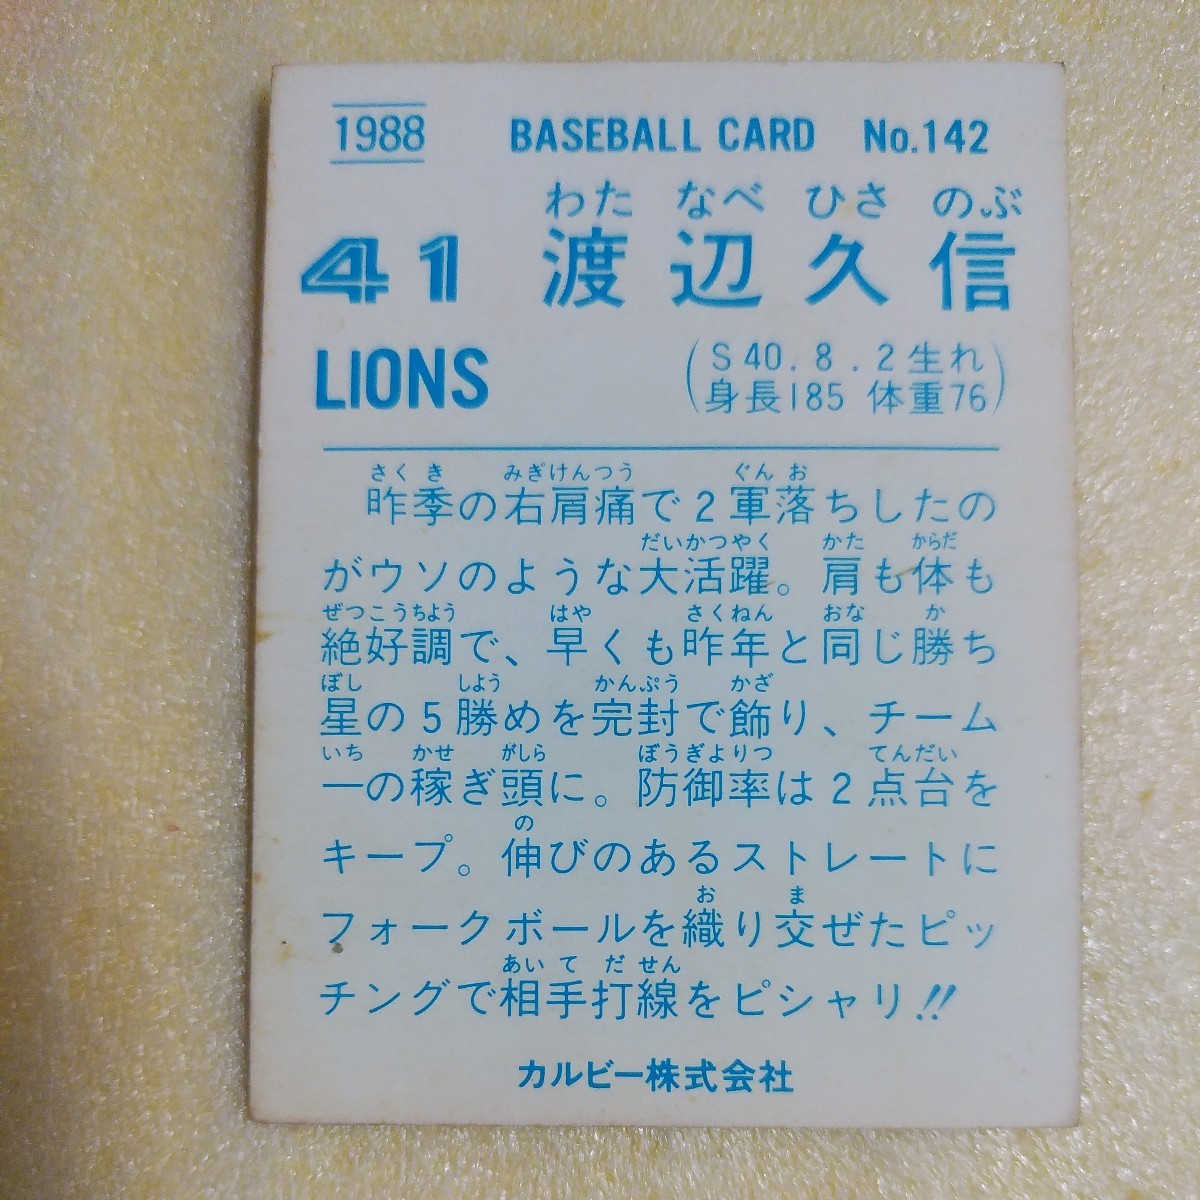 1988 BASEBALL CARD No.142
わた なべ ひさ のぶ
41 渡辺久信
LIONS
(S40.8.2生れ
身長185 体重76)
さくき みぎけんつう ぐんお
昨季の右肩痛で2軍落ちしたの
だいかつやく かた からだ
がウソのような大活躍。肩も体も
ぜつこうちよう はや さくねん おな か
絶好調で、早くも昨年と同じ勝ち
ぼし しよう かんぷう かざ
星の5勝めを完封で飾り、チーム
いち かせ がしら ぼうぎよりつ てんだい
一の稼ぎ頭に。防御率は2点台を
の
キープ。伸びのあるストレートに
お ま
フォークボールを織り交ぜたピッ
あいて だせん
チングで相手打線をピシャリ!!
カルビー株式会社